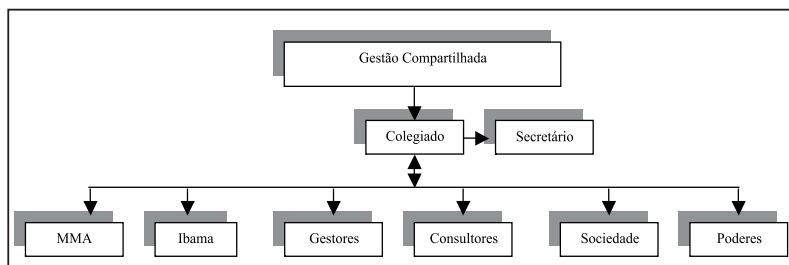 Gestão Compartilhada
Colegiado
Secretário
MMA
Ibama
Gestores
Consultores
Sociedade
Poderes